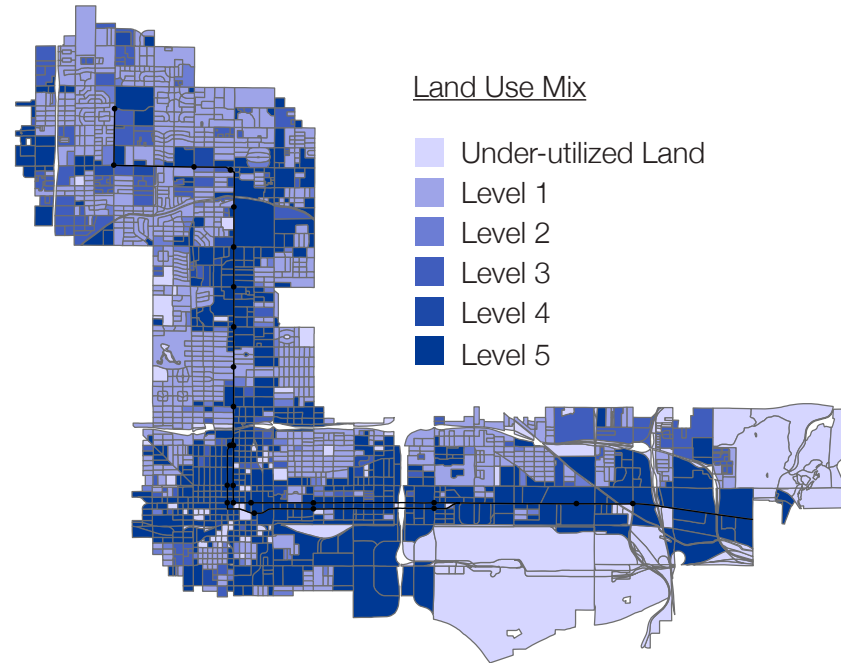 Land Use Mix
Under-utilized Land
Level 1
Level 2
Level 3
Level 4
Level 5